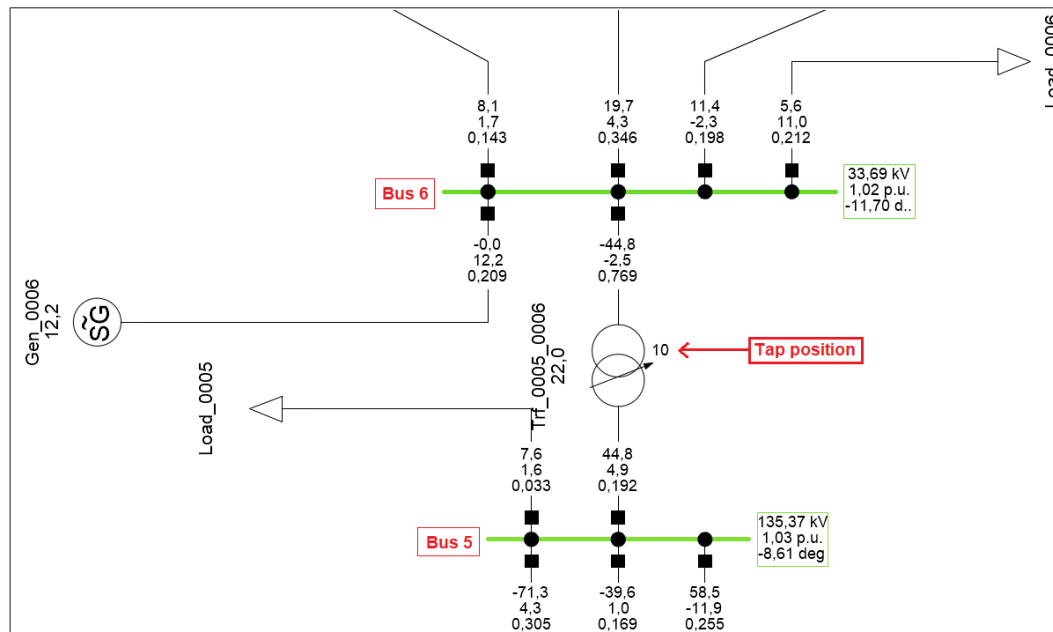 Load_0006
8,1
1,7
0,143
19,7
4,3
0,346
11,4
-2,3
0,198
5,6
11,0
0,212
Bus 6
33,69 kV
1,02 p.u.
-11,70 d..
-0,0
12,2
0,209
-44,8
-2,5
0,769
Gen_0006
12,2
SG
~
Trf_0005_0006
22,0
10
Tap position
Load_0005
7,6
1,6
0,033
44,8
4,9
0,192
Bus 5
135,37 kV
1,03 p.u.
-8,61 deg
-71,3
4,3
0,305
-39,6
1,0
0,169
58,5
-11,9
0,255